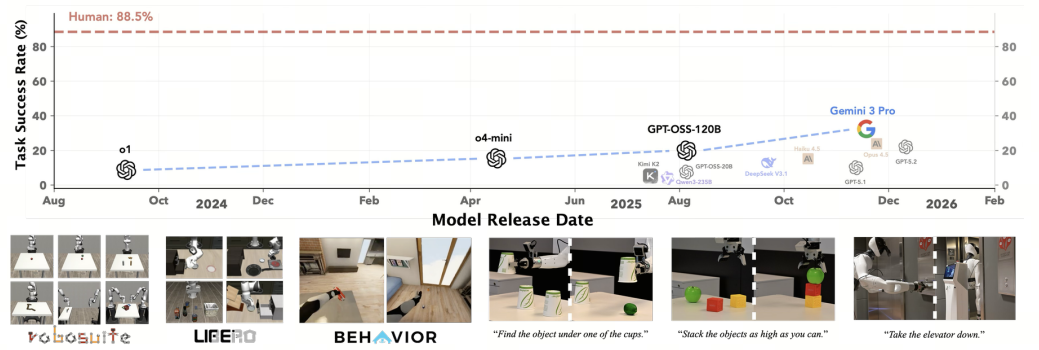 Human: 88.5%
Task Success Rate (%)
80
60
40
20
0
80
60
40
20
0
o1
o4-mini
GPT-OSS-120B
Gemini 3 Pro
Kimi K2
Qwen3-235B
GPT-OSS-20B
DeepSeek V3.1
Haiku 4.5
GPT-5.1
Opus 4.5
GPT-5.2
Aug Oct 2024 Dec Feb Apr Jun 2025 Aug Oct Dec 2026 Feb
Model Release Date
robosuite
LIBERO
BEHAVIOR
"Find the object under one of the cups."
"Stack the objects as high as you can."
"Take the elevator down."